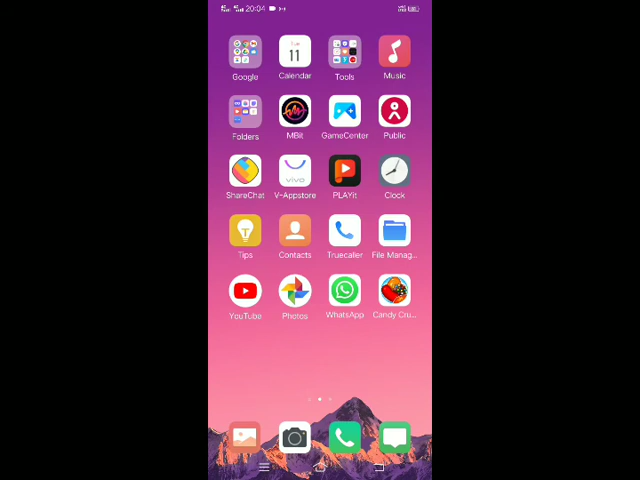 20:04
Google Calendar Tools Music
11
Folders MBit GameCenter Public
vivo
ShareChat V-Appstore PLAYit Clock
Tips Contacts Truecaller File Manag...
YouTube Photos WhatsApp Candy Cru...